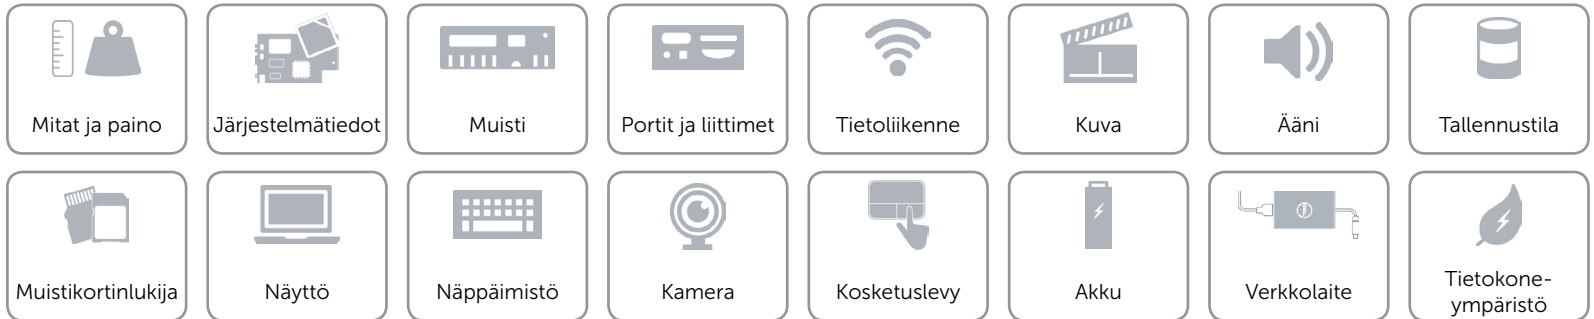 Mitat ja paino
Järjestelmätiedot
Muisti
Portit ja liittimet
Tietoliikenne
Kuva
Ääni
Tallennustila
Muistikortinlukija
Näyttö
Näppäimistö
Kamera
Kosketuslevy
Akku
Verkkolaite
Tietokone-
ympäristö